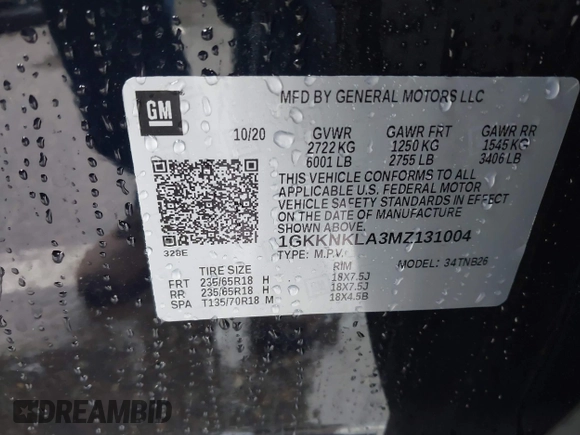 GM
MFD BY GENERAL MOTORS LLC
10/20 GVWR GAWR FRT GAWR RR
2722 KG 1250 KG 1545 KG
6001 LB 2755 LB 3406 LB
THIS VEHICLE CONFORMS TO ALL
APPLICABLE U.S. FEDERAL MOTOR
VEHICLE SAFETY STANDARDS IN
EFFECT ON THE DATE OF MANUFACTURE
SHOWN ABOVE.
328E
1GKKNKLA3MZ131004
TYPE: M.P.V. MODEL: 34TNB26
TIRE SIZE RIM
FRT 235/65R18 H 18X7.5J
RR 235/65R18 H 18X7.5J
SPA T135/70R18 M 18X4.5B
DREAMBID